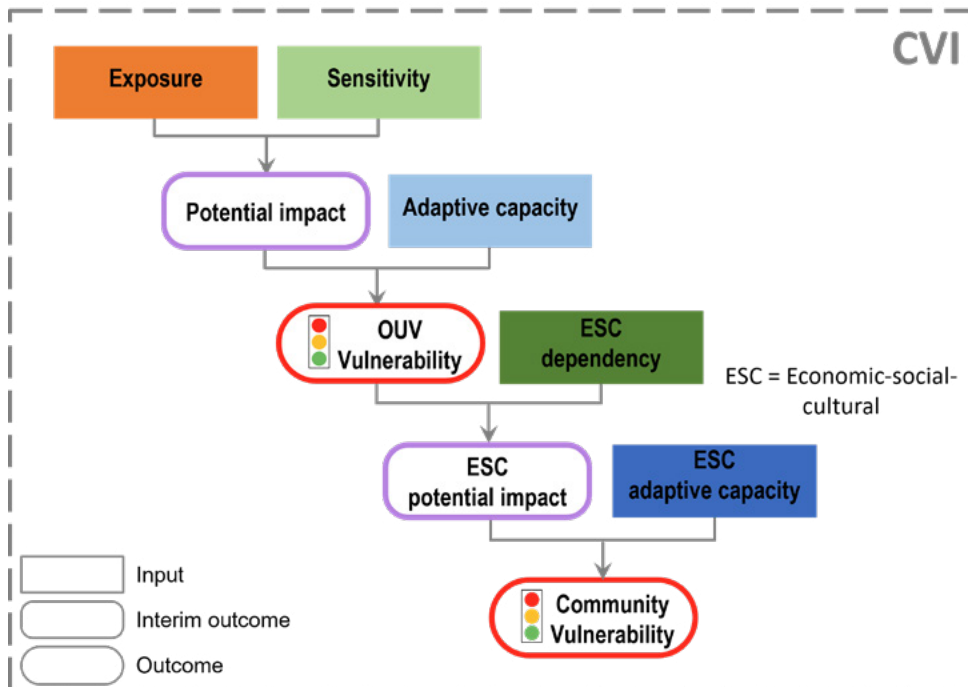 CVI
Exposure
Sensitivity
Potential impact
Adaptive capacity
OUV
Vulnerability
ESC
dependency
ESC = Economic-social-
cultural
ESC
potential impact
ESC
adaptive capacity
Community
Vulnerability
Input
Interim outcome
Outcome